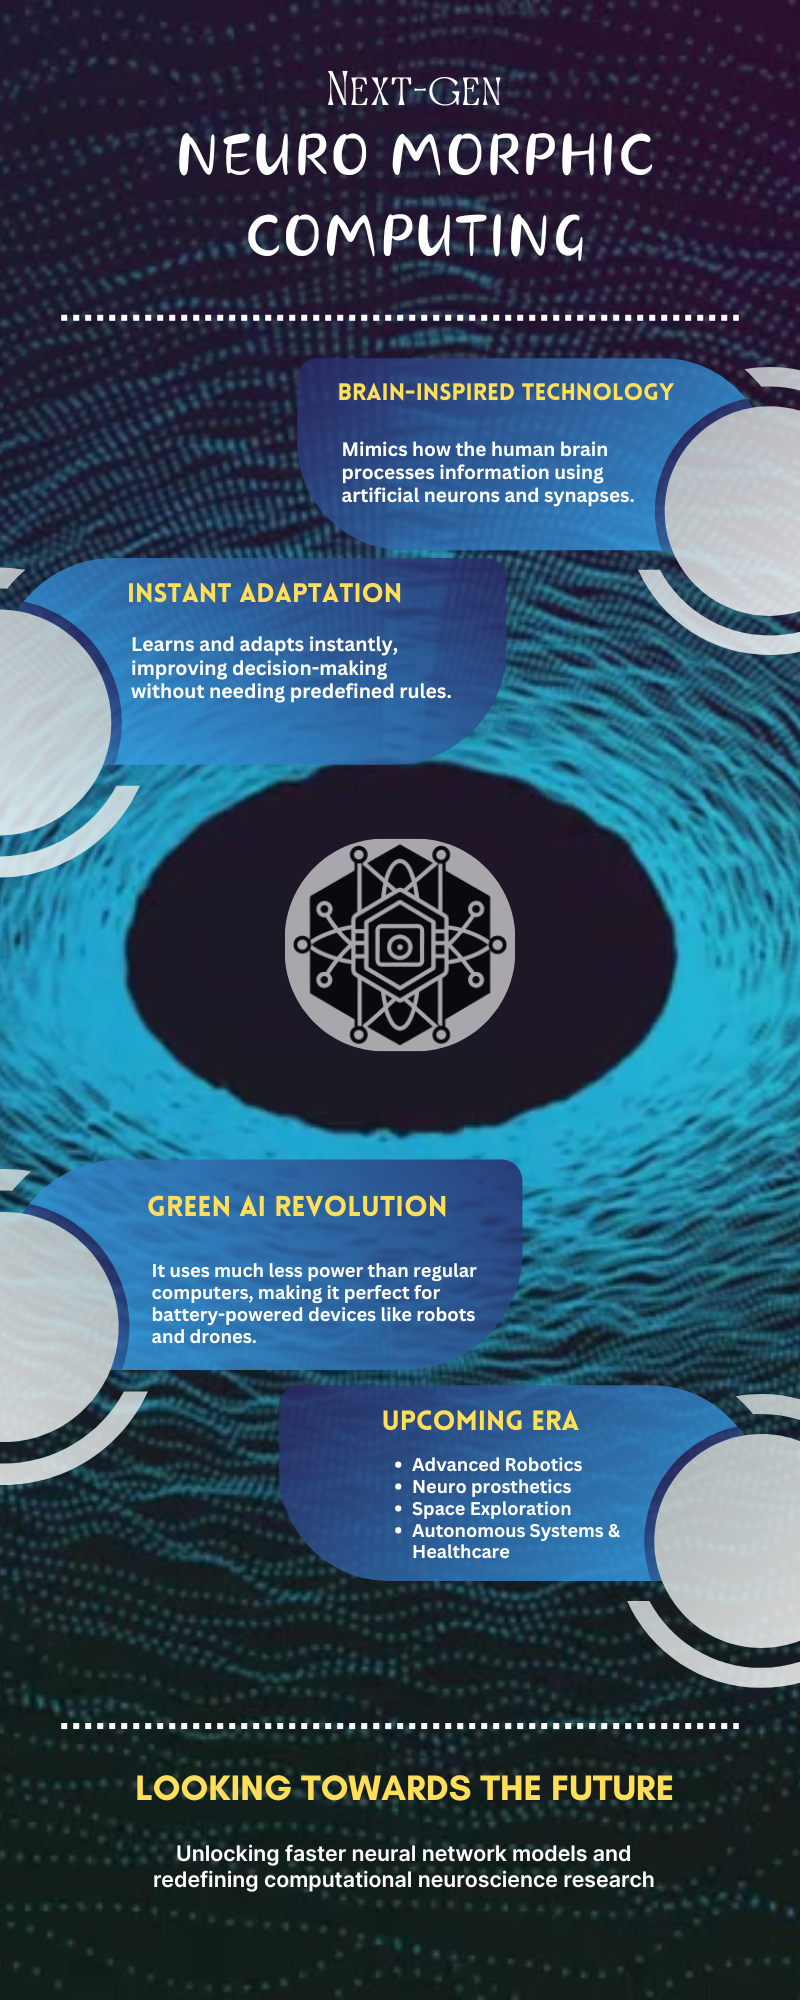 Next-gen
NEURO MORPHIC
COMPUTING
BRAIN-INSPIRED TECHNOLOGY
Mimics how the human brain
processes information using
artificial neurons and synapses.
INSTANT ADAPTATION
Learns and adapts instantly,
improving decision-making
without needing predefined rules.
GREEN AI REVOLUTION
It uses much less power than regular
computers, making it perfect for
battery-powered devices like robots
and drones.
UPCOMING ERA
• Advanced Robotics
• Neuro prosthetics
• Space Exploration
• Autonomous Systems &
Healthcare
LOOKING TOWARDS THE FUTURE
Unlocking faster neural network models and
redefining computational neuroscience research